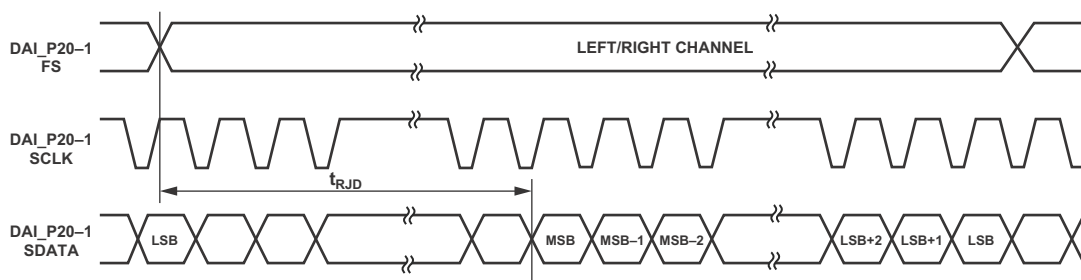 DAI_P20–1
FS
LEFT/RIGHT CHANNEL
DAI_P20–1
SCLK
tRJD
DAI_P20–1
SDATA
LSB
MSB
MSB–1
MSB–2
LSB+2
LSB+1
LSB